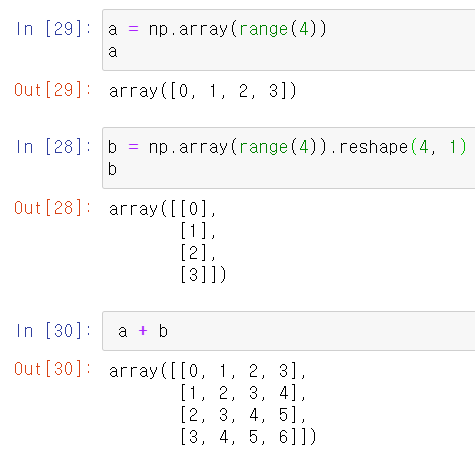 In [29]: a = np.array(range(4))
a
Out[29]: array([0, 1, 2, 3])
In [28]: b = np.array(range(4)).reshape(4, 1)
b
Out[28]: array([[0],
[1],
[2],
[3]])
In [30]: a + b
Out[30]: array([[0, 1, 2, 3],
[1, 2, 3, 4],
[2, 3, 4, 5],
[3, 4, 5, 6]])